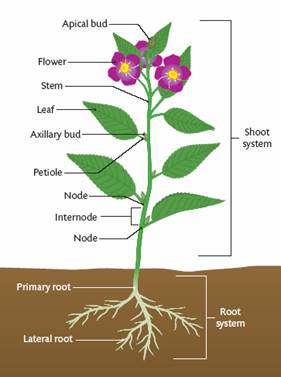 Apical bud
Flower
Stem
Leaf
Axillary bud
Shoot
system
Petiole
Node
Internode
Node
Primary root
Root
system
Lateral root